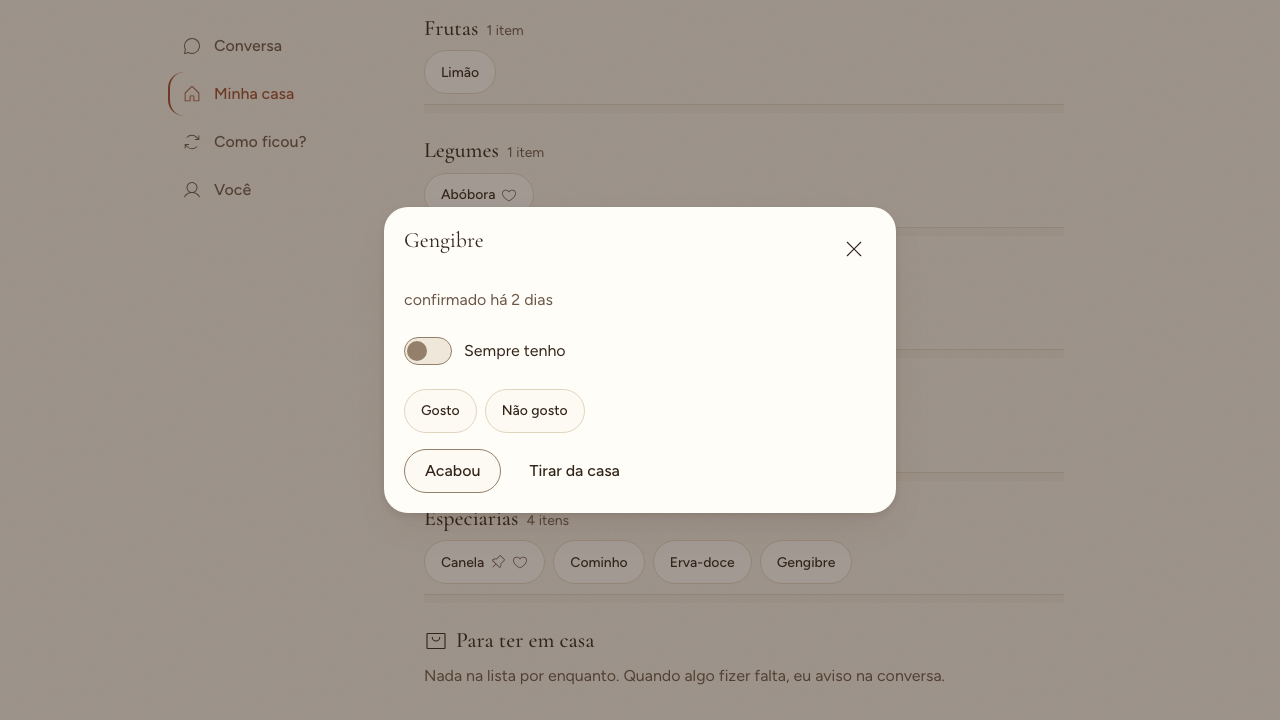 Conversa
Minha casa
Como ficou?
Você
Frutas 1 item
Limão
Legumes 1 item
Abóbora
Gengibre
confirmado há 2 dias
Sempre tenho
Gosto Não gosto
Acabou Tirar da casa
Especiarias 4 itens
Canela Cominho Erva-doce Gengibre
Para ter em casa
Nada na lista por enquanto. Quando algo fizer falta, eu aviso na conversa.